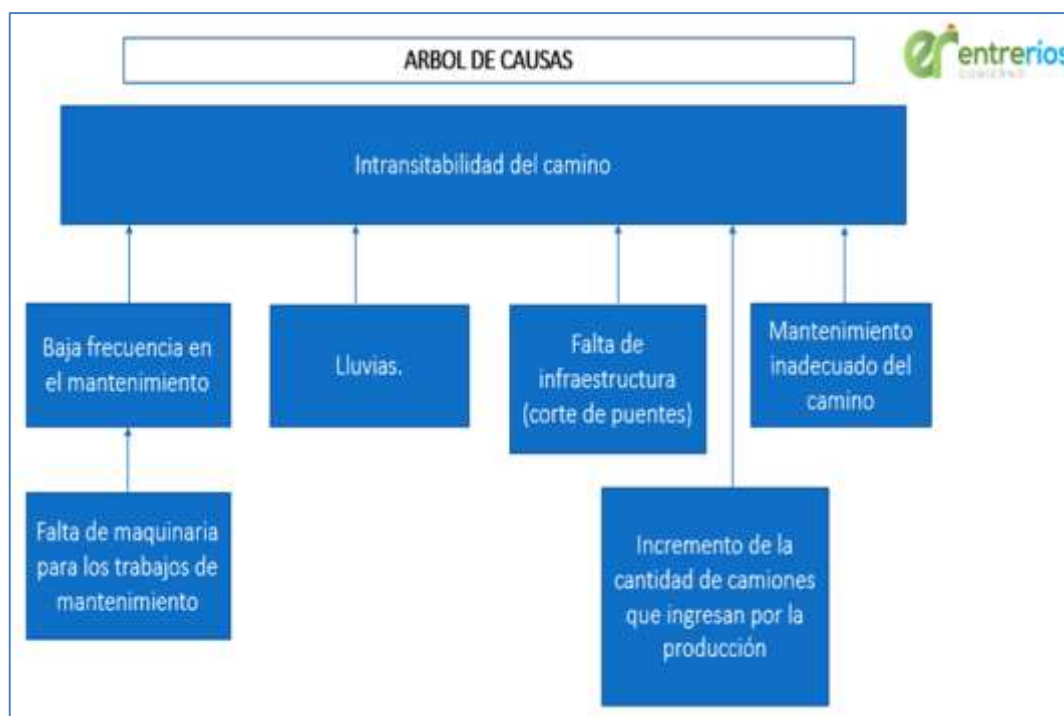 ARBOL DE CAUSAS
entrerios
GOBIERNO
Intransitabilidad del camino
Baja frecuencia en
el mantenimiento
Lluvias.
Falta de
infraestructura
(corte de puentes)
Mantenimiento
inadecuado del
camino
Falta de maquinaria
para los trabajos de
mantenimiento
Incremento de la
cantidad de camiones
que ingresan por la
producción